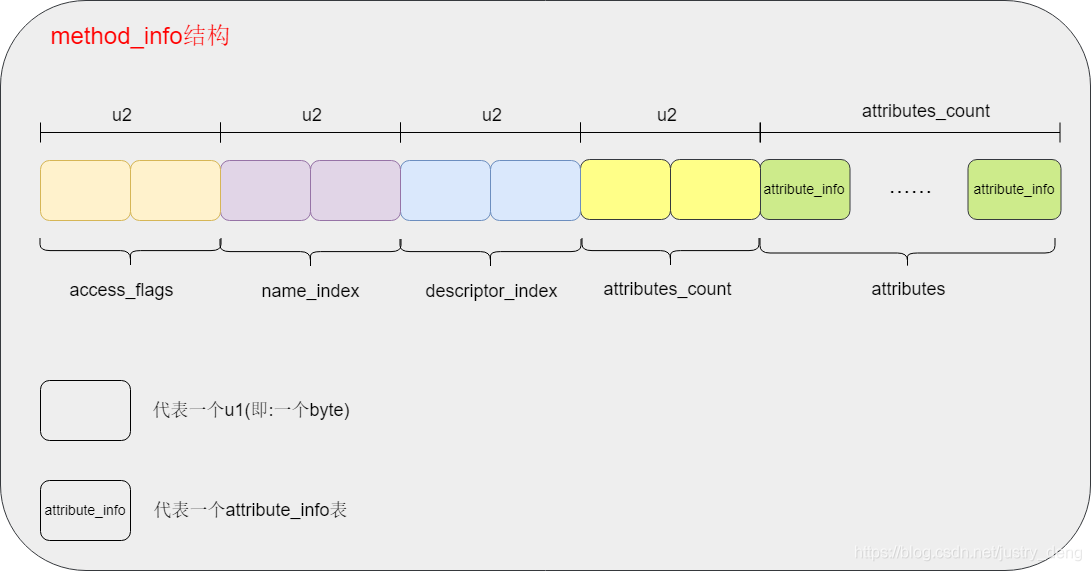 method_info结构
u2 u2 u2 u2 attributes_count
attribute_info ...... attribute_info
access_flags name_index descriptor_index attributes_count attributes
代表一个u1(即:一个byte)
attribute_info 代表一个attribute_info表
https://blog.csdn.net/justry_deng